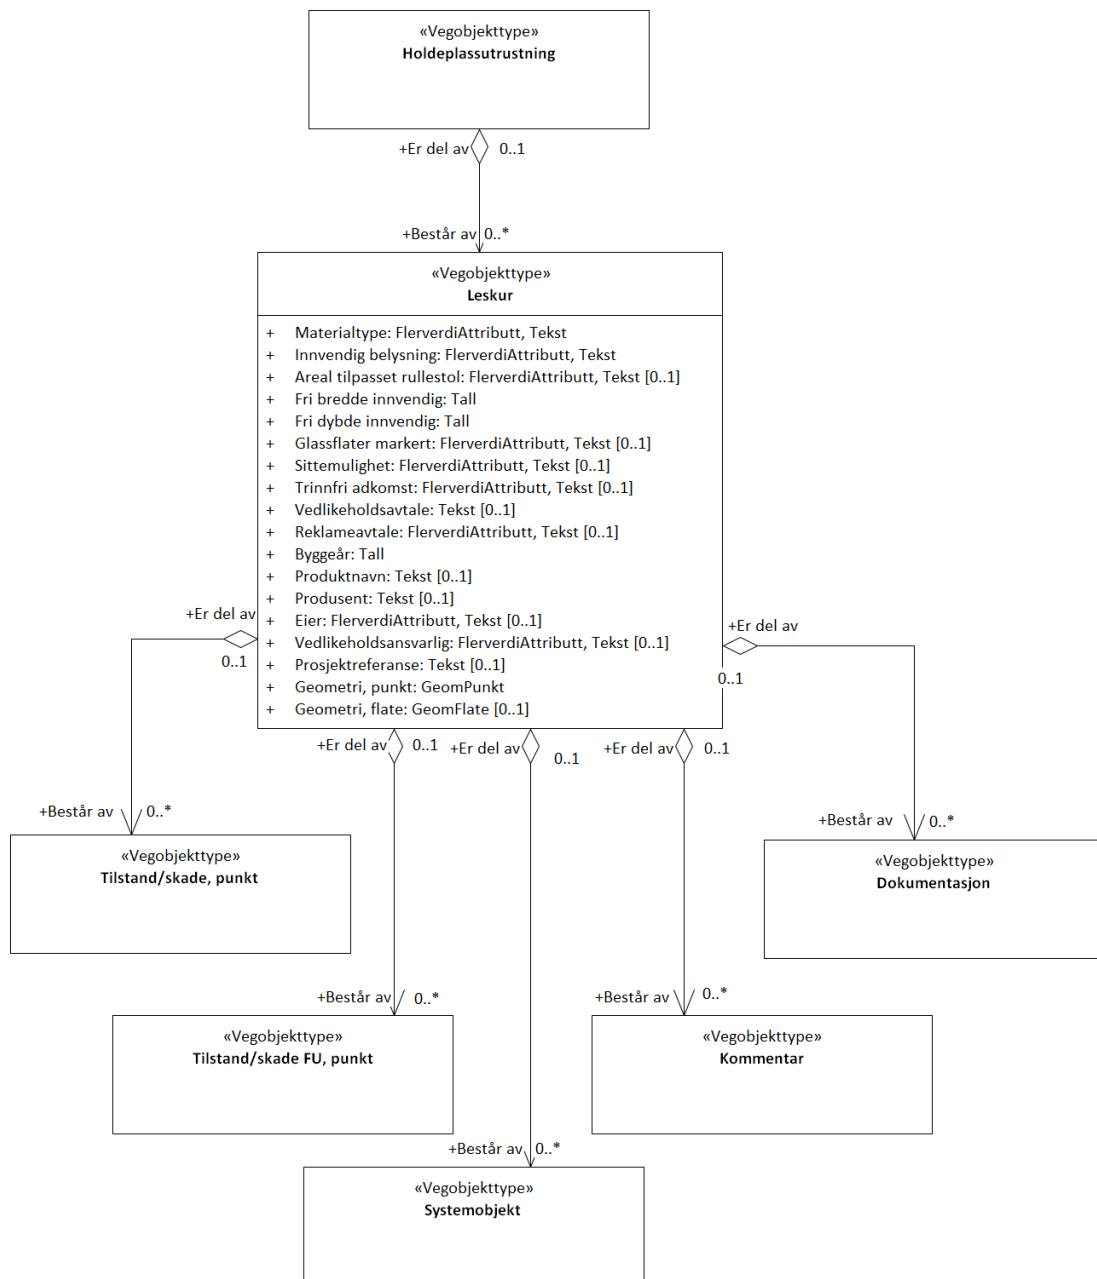 «Vegobjekttype»
Holdeplassutrustning
+Er del av
0..1
+Består av
0..*
«Vegobjekttype»
Leskur
+ Materialtype: FlerverdiAttributt, Tekst
+ Innvendig belysning: FlerverdiAttributt, Tekst
+ Areal tilpasset rullestol: FlerverdiAttributt, Tekst [0..1]
+ Fri bredde innvendig: Tall
+ Fri dybde innvendig: Tall
+ Glassflater markert: FlerverdiAttributt, Tekst [0..1]
+ Sittemulighet: FlerverdiAttributt, Tekst [0..1]
+ Trinnfri adkomst: FlerverdiAttributt, Tekst [0..1]
+ Vedlikeholdsavtale: Tekst [0..1]
+ Reklameavtale: FlerverdiAttributt, Tekst [0..1]
+ Byggeår: Tall
+ Produktnavn: Tekst [0..1]
+ Produsent: Tekst [0..1]
+ Eier: FlerverdiAttributt, Tekst [0..1]
+ Vedlikeholdsansvarlig: FlerverdiAttributt, Tekst [0..1]
+ Prosjektreferanse: Tekst [0..1]
+ Geometri, punkt: GeomPunkt
+ Geometri, flate: GeomFlate [0..1]
+Er del av
0..1
+Er del av
0..1
+Er del av
0..1
+Er del av
0..1
+Er del av
0..1
+Består av
0..*
«Vegobjekttype»
Tilstand/skade, punkt
+Består av
0..*
«Vegobjekttype»
Dokumentasjon
+Består av
0..*
«Vegobjekttype»
Tilstand/skade FU, punkt
+Består av
0..*
«Vegobjekttype»
Kommentar
+Består av
0..*
«Vegobjekttype»
Systemobjekt